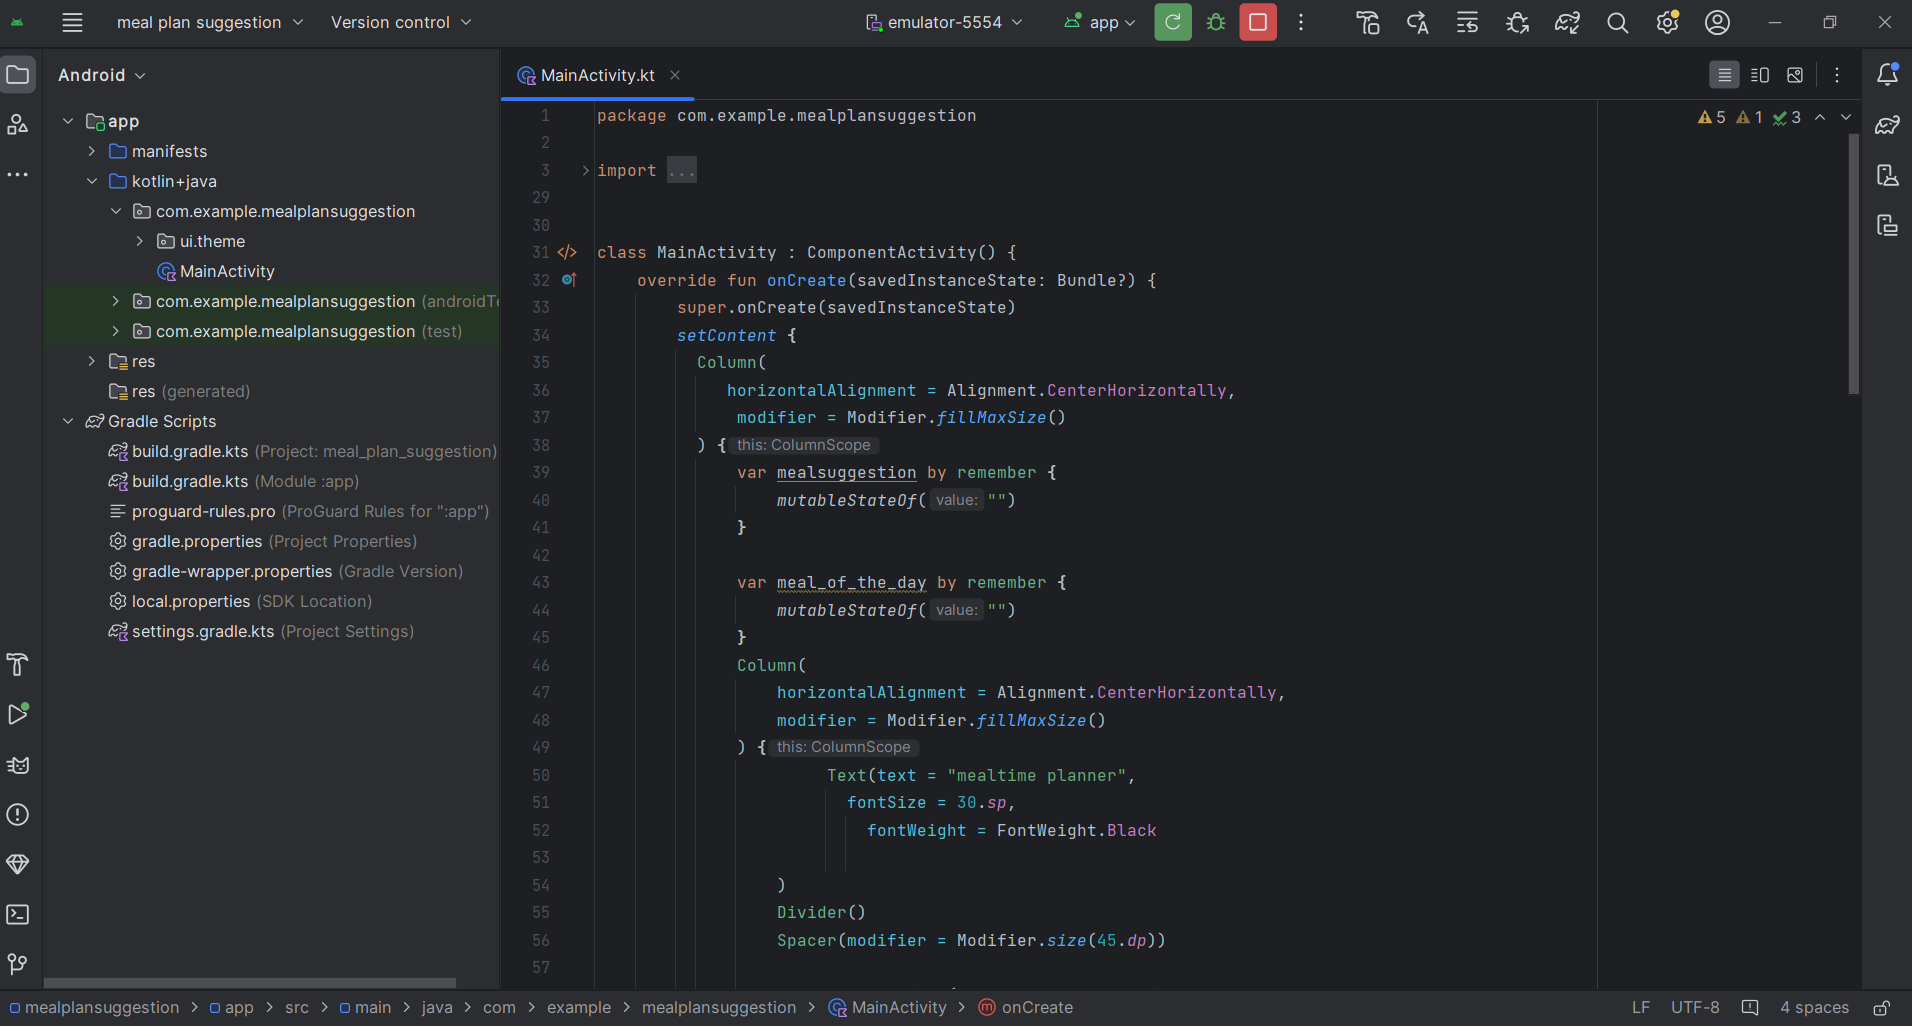 meal plan suggestion Version control emulator-5554 app
Android
app
manifests
kotlin+java
com.example.mealplansuggestion
ui.theme
MainActivity
com.example.mealplansuggestion (androidTe
com.example.mealplansuggestion (test)
res
res (generated)
Gradle Scripts
build.gradle.kts (Project: meal_plan_suggestion)
build.gradle.kts (Module :app)
proguard-rules.pro (ProGuard Rules for ":app")
gradle.properties (Project Properties)
gradle-wrapper.properties (Gradle Version)
local.properties (SDK Location)
settings.gradle.kts (Project Settings)
MainActivity.kt
5 1 3
1 package com.example.mealplansuggestion
2
3 import ...
29
30
31 class MainActivity : ComponentActivity() {
32 override fun onCreate(savedInstanceState: Bundle?) {
33 super.onCreate(savedInstanceState)
34 setContent {
35 Column(
36 horizontalAlignment = Alignment.CenterHorizontally,
37 modifier = Modifier.fillMaxSize()
38 ) { this: ColumnScope
39 var mealsuggestion by remember {
40 mutableStateOf( value: "")
41 }
42
43 var meal_of_the_day by remember {
44 mutableStateOf( value: "")
45 }
46 Column(
47 horizontalAlignment = Alignment.CenterHorizontally,
48 modifier = Modifier.fillMaxSize()
49 ) { this: ColumnScope
50 Text(text = "mealtime planner",
51 fontSize = 30.sp,
52 fontWeight = FontWeight.Black
53
54 )
55 Divider()
56 Spacer(modifier = Modifier.size(45.dp))
57
mealplansuggestion > app > src > main > java > com > example > mealplansuggestion > MainActivity > onCreate
LF UTF-8 4 spaces